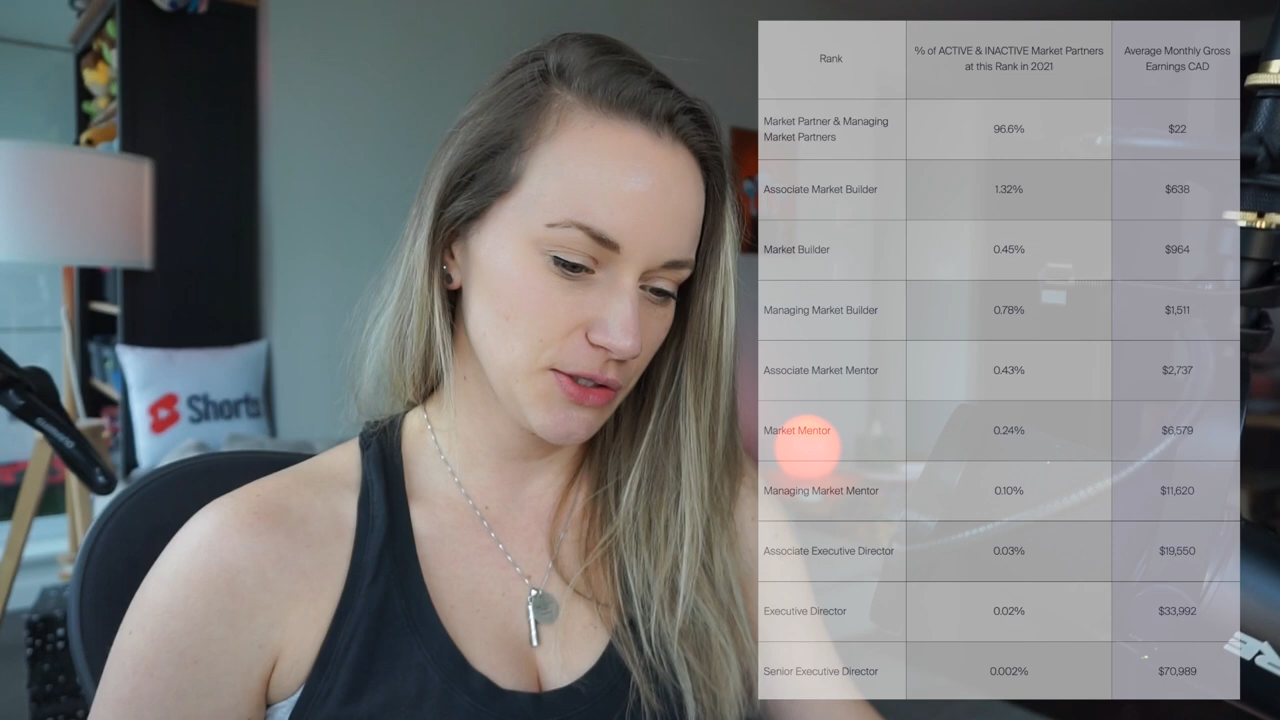 Shorts
Rank
% of ACTIVE & INACTIVE Market Partners
at this Rank in 2021
Average Monthly Gross
Earnings CAD
Market Partner & Managing
Market Partners
96.6%
$22
Associate Market Builder
1.32%
$638
Market Builder
0.45%
$964
Managing Market Builder
0.78%
$1,511
Associate Market Mentor
0.43%
$2,737
Market Mentor
0.24%
$6,579
Managing Market Mentor
0.10%
$11,620
Associate Executive Director
0.03%
$19,550
Executive Director
0.02%
$33,992
Senior Executive Director
0.002%
$70,989